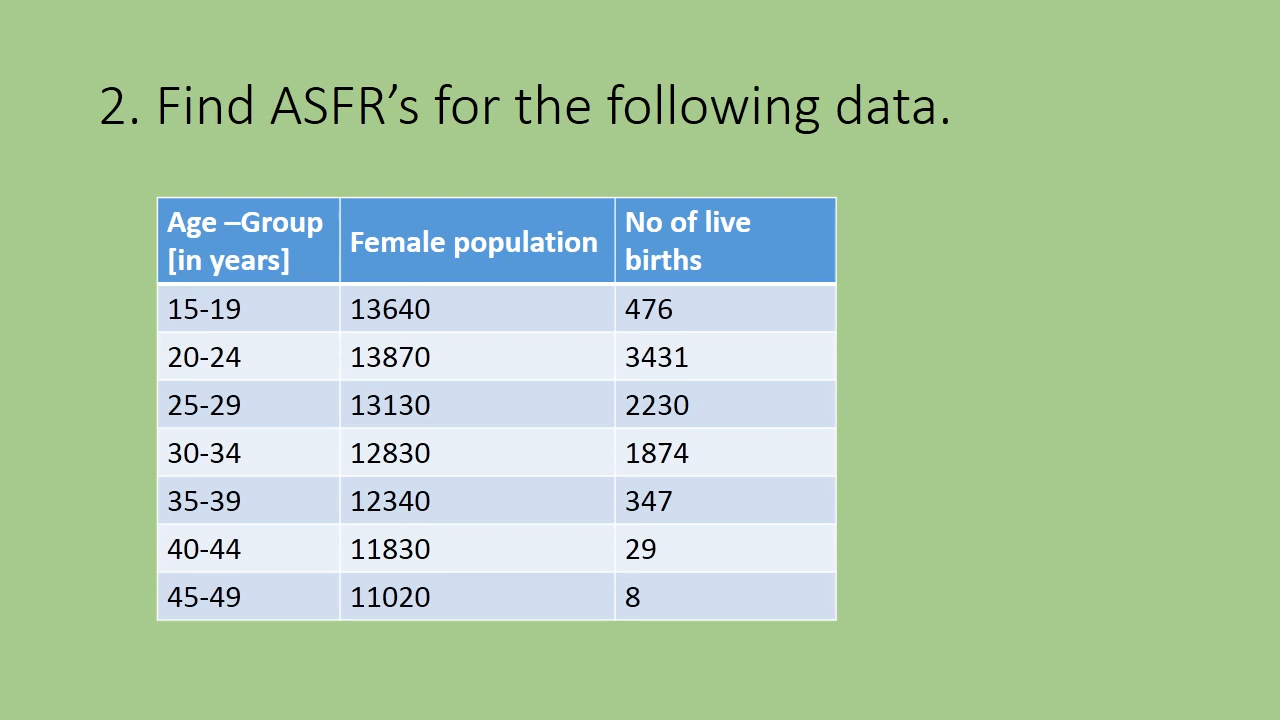 2. Find ASFR’s for the following data.
Age –Group [in years] Female population No of live births
15-19 13640 476
20-24 13870 3431
25-29 13130 2230
30-34 12830 1874
35-39 12340 347
40-44 11830 29
45-49 11020 8